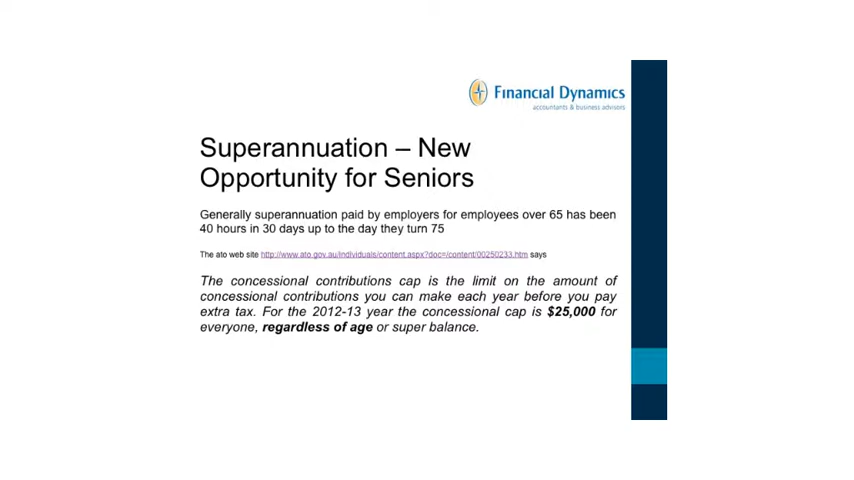 Financial Dynamics
accountants & business advisors
Superannuation – New
Opportunity for Seniors
Generally superannuation paid by employers for employees over 65 has been
40 hours in 30 days up to the day they turn 75
The ato web site http://www.ato.gov.au/individuals/content.aspx?doc=/content/00250233.htm says
The concessional contributions cap is the limit on the amount of
concessional contributions you can make each year before you pay
extra tax. For the 2012-13 year the concessional cap is $25,000 for
everyone, regardless of age or super balance.